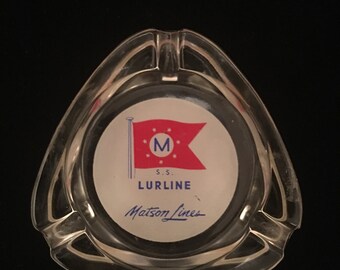 M
S.S.
LURLINE
Matson Lines